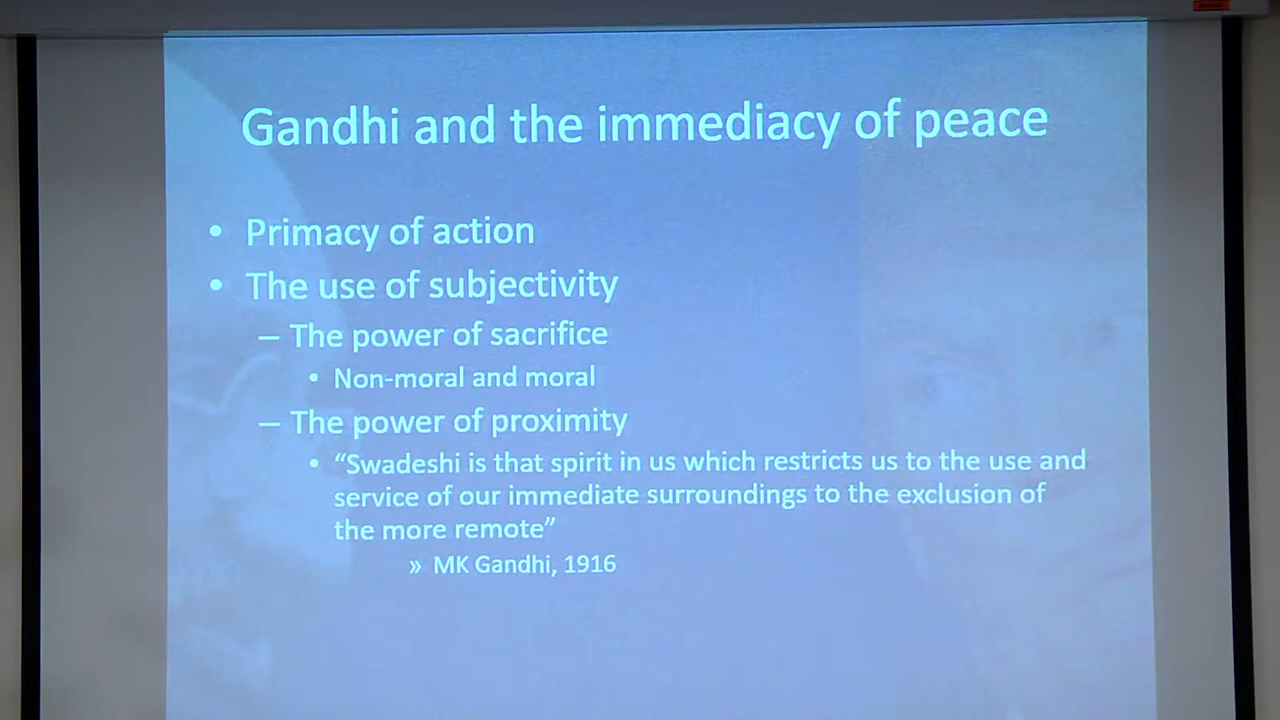 Gandhi and the immediacy of peace
• Primacy of action
• The use of subjectivity
– The power of sacrifice
• Non-moral and moral
– The power of proximity
• “Swadeshi is that spirit in us which restricts us to the use and
service of our immediate surroundings to the exclusion of
the more remote”
» MK Gandhi, 1916